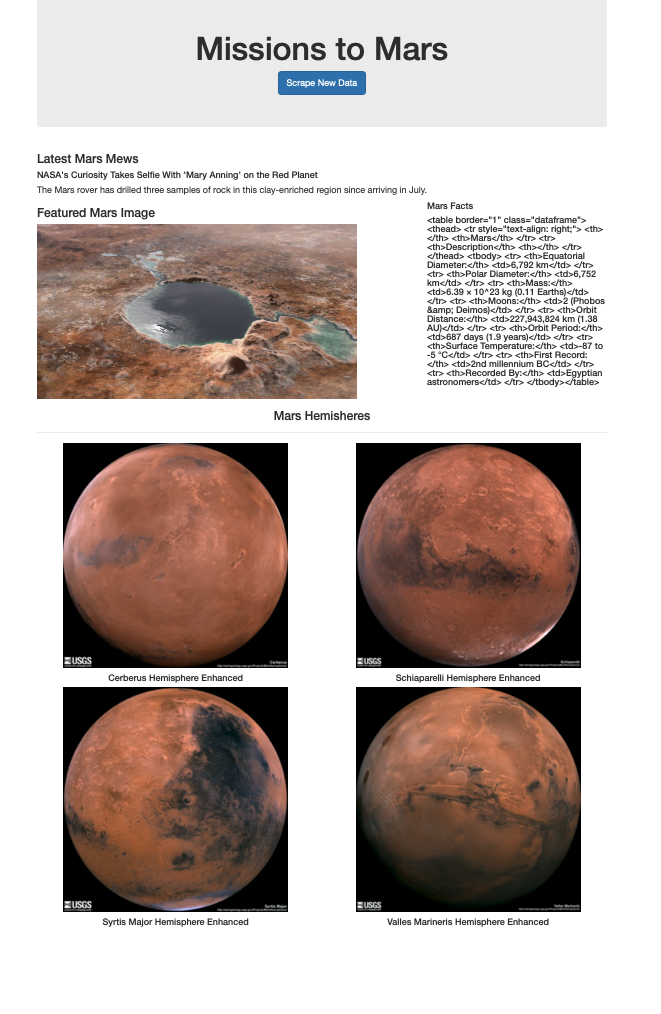 Missions to Mars
Scrape New Data
Latest Mars Mews
NASA's Curiosity Takes Selfie With 'Mary Anning' on the Red Planet
The Mars rover has drilled three samples of rock in this clay-enriched region since arriving in July.
Featured Mars Image
Mars Facts
<table border="1" class="dataframe">
<thead> <tr style="text-align: right;"> <th>
</th> <th>Mars</th> </tr> <tr>
<th>Description</th> <th></th> </tr>
</thead> <tbody> <tr> <th>Equatorial
Diameter:</th> <td>6,792 km</td> </tr>
<tr> <th>Polar Diameter:</th> <td>6,752
km</td> </tr> <tr> <th>Mass:</th>
<td>6.39 × 10^23 kg (0.11 Earths)</td>
</tr> <tr> <th>Moons:</th> <td>2 (Phobos
&amp; Deimos)</td> </tr> <tr> <th>Orbit
Distance:</th> <td>227,943,824 km (1.38
AU)</td> </tr> <tr> <th>Orbit Period:</th>
<td>687 days (1.9 years)</td> </tr> <tr>
<th>Surface Temperature:</th> <td>-87 to
-5 °C</td> </tr> <tr> <th>First Record:
</th> <td>2nd millennium BC</td> </tr>
<tr> <th>Recorded By:</th> <td>Egyptian
astronomers</td> </tr> </tbody></table>
Mars Hemisheres
USGS
Cerberus
USGS
Schiaparelli
Cerberus Hemisphere Enhanced
Schiaparelli Hemisphere Enhanced
USGS
Syrtis Major
USGS
Valles Marineris
Syrtis Major Hemisphere Enhanced
Valles Marineris Hemisphere Enhanced